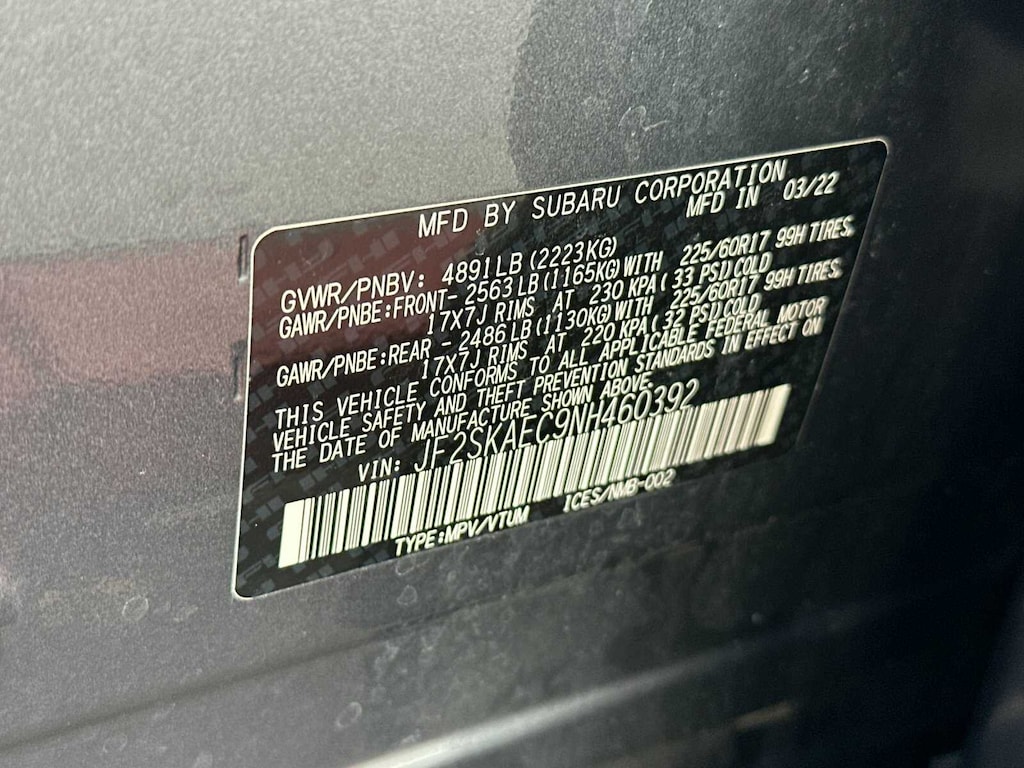 MFD BY SUBARU CORPORATION
MFD IN 03/22
GVWR/PNBV: 4891LB (2223KG)
GAWR/PNBE:FRONT- 2563LB(1165KG)WITH 225/60R17 99H TIRES,
17X7J RIMS AT 230 KPA(33 PSI)COLD
GAWR/PNBE:REAR - 2486LB(1130KG)WITH 225/60R17 99H TIRES,
17X7J RIMS AT 220 KPA(32 PSI)COLD
THIS VEHICLE CONFORMS TO ALL APPLICABLE FEDERAL MOTOR
VEHICLE SAFETY AND THEFT PREVENTION STANDARDS IN EFFECT ON
THE DATE OF MANUFACTURE SHOWN ABOVE.
VIN: JF2SKAEC9NH460392
TYPE:MPV/VTUM ICES/NMB-002